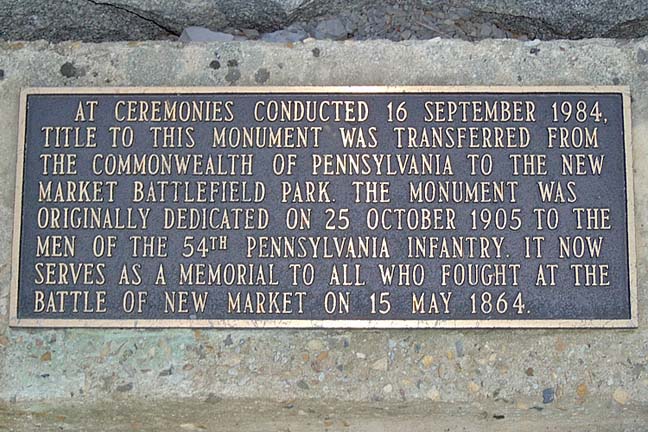 AT CEREMONIES CONDUCTED 16 SEPTEMBER 1984,
TITLE TO THIS MONUMENT WAS TRANSFERRED FROM
THE COMMONWEALTH OF PENNSYLVANIA TO THE NEW
MARKET BATTLEFIELD PARK. THE MONUMENT WAS
ORIGINALLY DEDICATED ON 25 OCTOBER 1905 TO THE
MEN OF THE 54TH PENNSYLVANIA INFANTRY. IT NOW
SERVES AS A MEMORIAL TO ALL WHO FOUGHT AT THE
BATTLE OF NEW MARKET ON 15 MAY 1864.